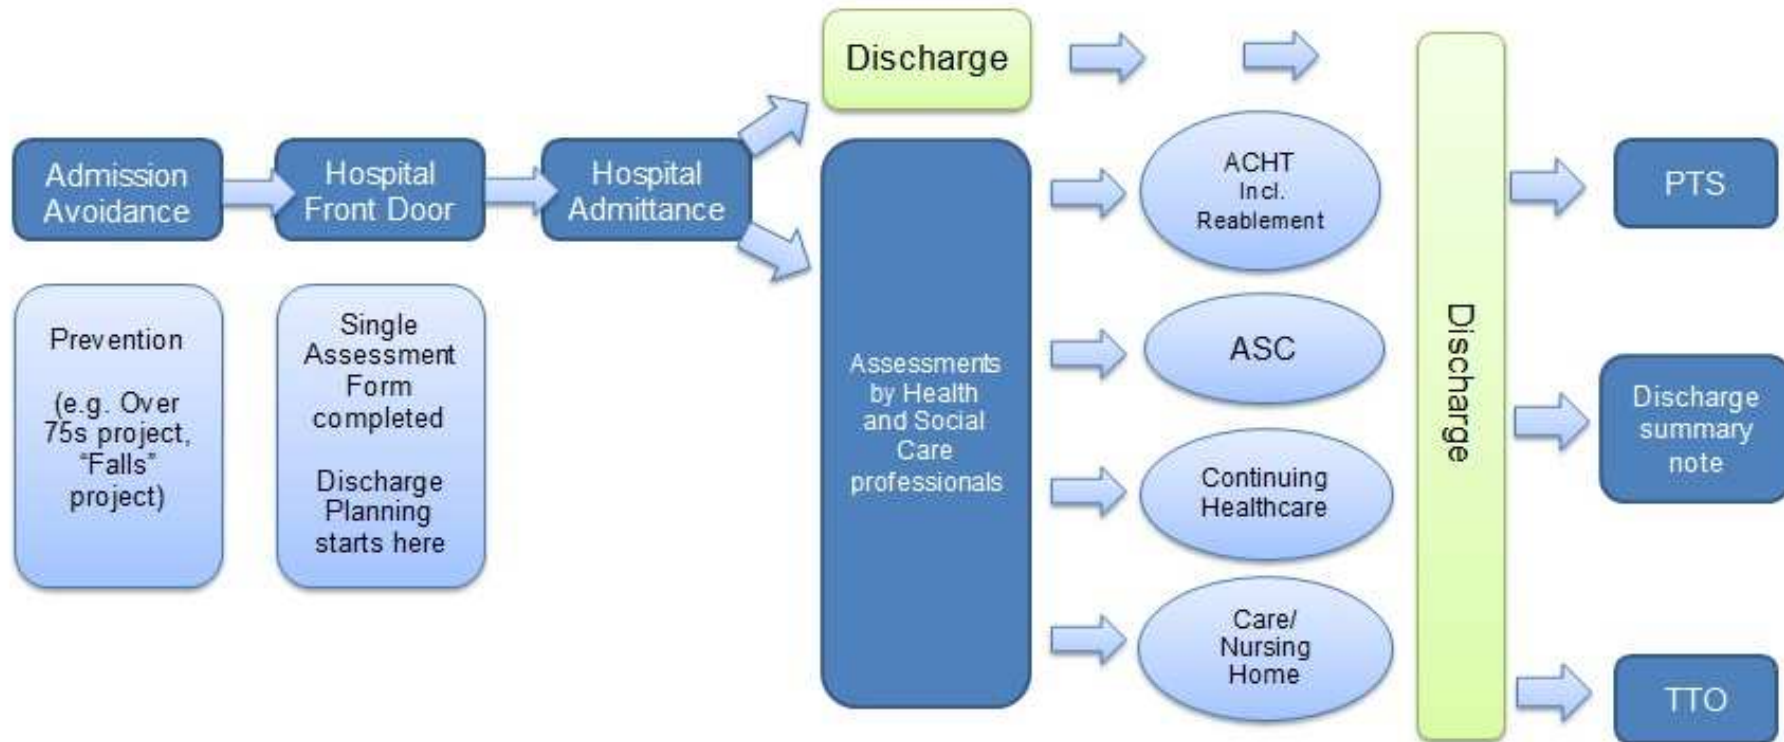 Admission
Avoidance
Hospital
Front Door
Hospital
Admittance
Prevention
(e.g. Over
75s project,
“Falls”
project)
Single
Assessment
Form
completed
Discharge
Planning
starts here
Discharge
Assessments
by Health
and Social
Care
professionals
ACHT
Incl.
Reablement
ASC
Continuing
Healthcare
Care/
Nursing
Home
Discharge
PTS
Discharge
summary
note
TTO